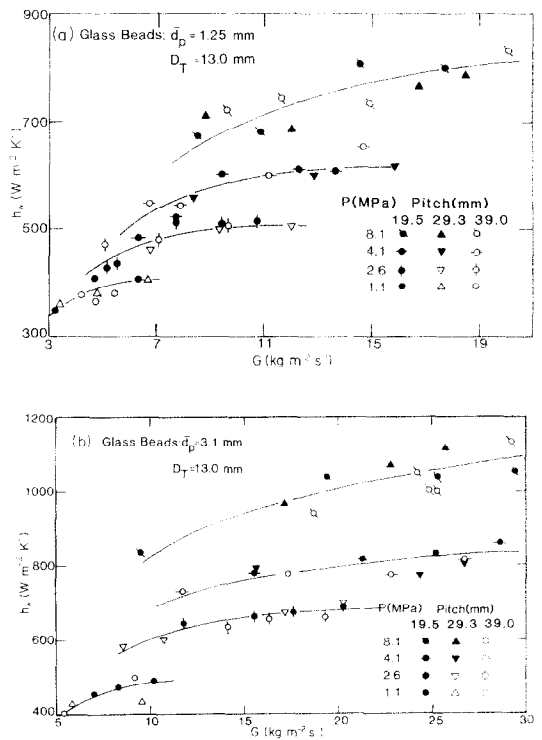 900
(a) Glass Beads: d̄p = 1.25 mm
DT = 13.0 mm
700
hw (W m-2 K-1)
P(MPa) Pitch(mm)
19.5 29.3 39.0
8.1
500
4.1
2.6
1.1
300
3 7 11 15 19
G (kg m-2 s-1)
1200
(b) Glass Beads: d̄p = 3.1 mm
DT = 13.0 mm
1000
hw (W m-2 K-1)
800
P(MPa) Pitch(mm)
19.5 29.3 39.0
8.1
600
4.1
2.6
1.1
400
5 10 15 20 25 30
G (kg m-2 s-1)